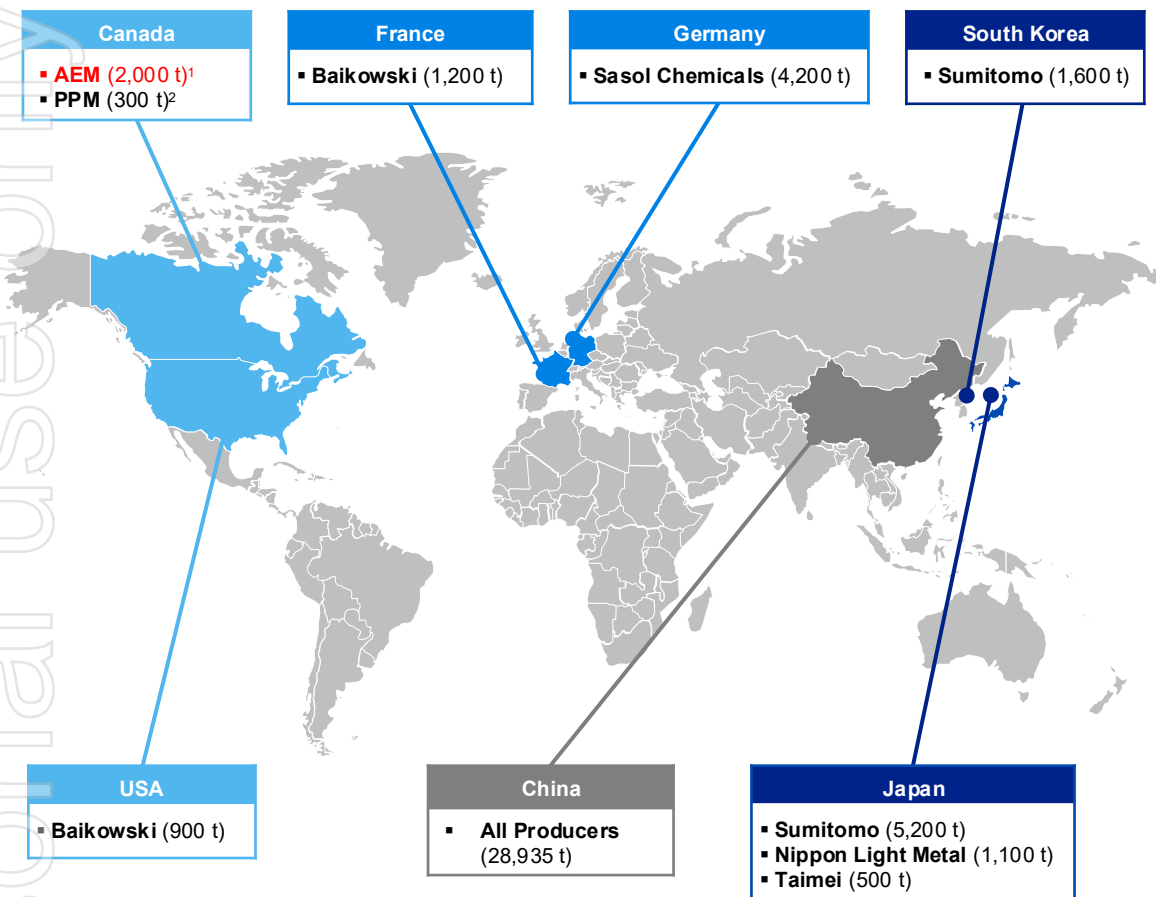 Canada
▪ AEM (2,000 t)¹
▪ PPM (300 t)²
France
▪ Baikowski (1,200 t)
Germany
▪ Sasol Chemicals (4,200 t)
South Korea
▪ Sumitomo (1,600 t)
USA
▪ Baikowski (900 t)
China
▪ All Producers
(28,935 t)
Japan
▪ Sumitomo (5,200 t)
▪ Nippon Light Metal (1,100 t)
▪ Taimei (500 t)